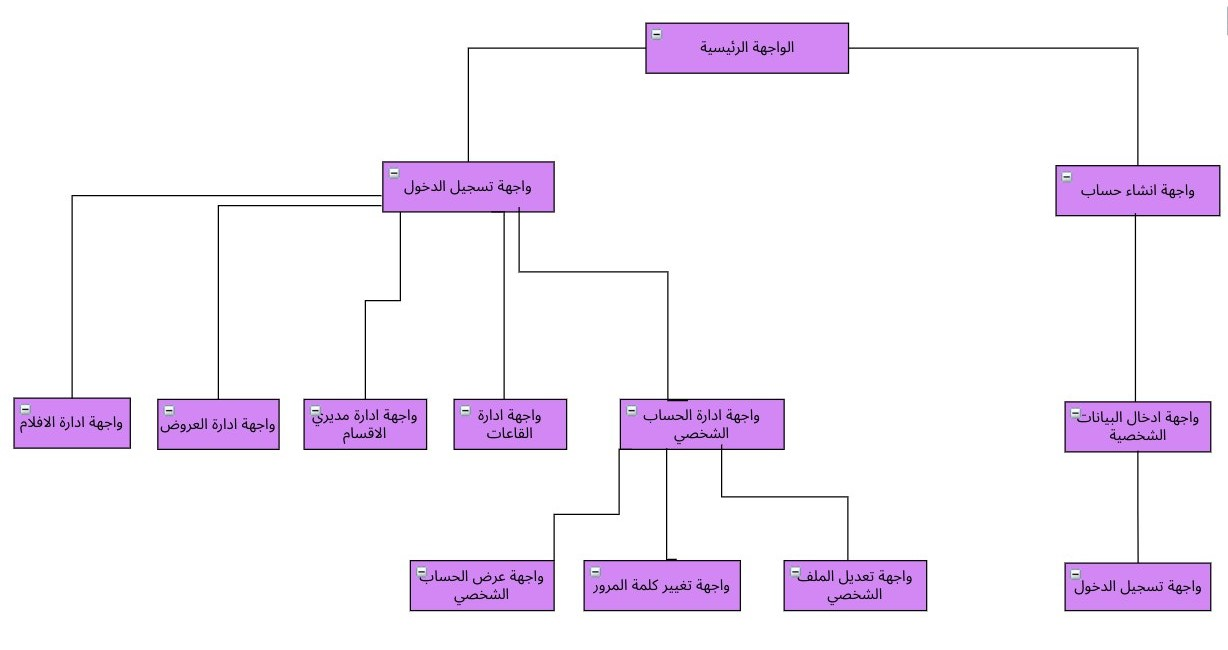 الواجهة الرئيسية
واجهة انشاء حساب
واجهة تسجيل الدخول
واجهة ادخال البيانات
الشخصية
واجهة ادارة الحساب
الشخصي
واجهة ادارة
القاعات
واجهة ادارة مديري
الاقسام
واجهة ادارة العروض
واجهة ادارة الافلام
واجهة تسجيل الدخول
واجهة تعديل الملف
الشخصي
واجهة تغيير كلمة المرور
واجهة عرض الحساب
الشخصي